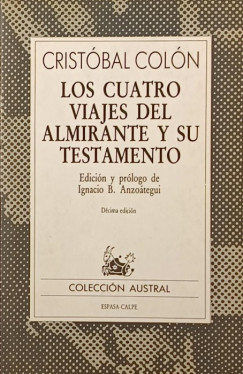 CRISTÓBAL COLÓN
LOS CUATRO
VIAJES DEL
ALMIRANTE Y SU
TESTAMENTO
Edición y prólogo de
Ignacio B. Anzoátegui
Décima edición
COLECCIÓN AUSTRAL
ESPASA-CALPE